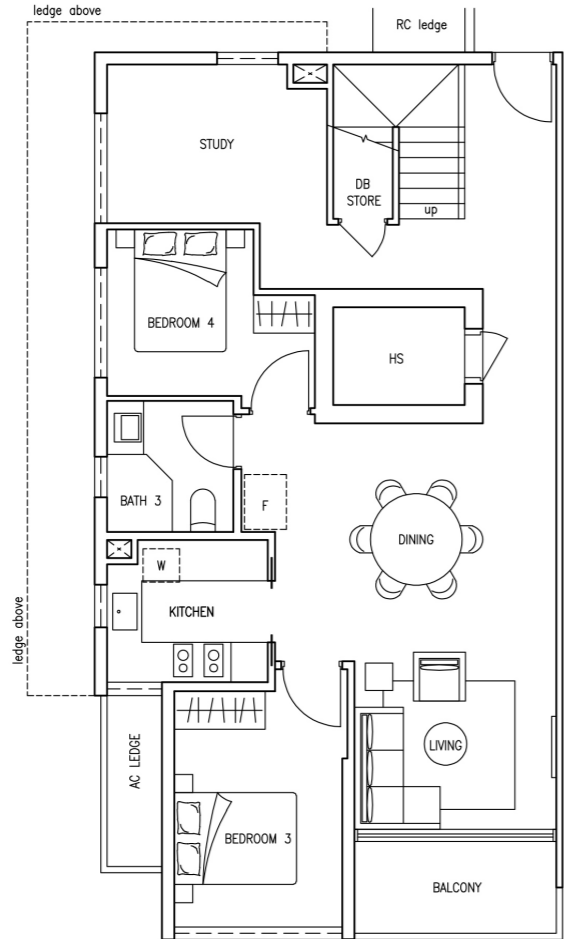 ledge above
RC ledge
STUDY
DB
STORE
up
BEDROOM 4
HS
BATH 3
F
DINING
W
KITCHEN
ledge above
LIVING
AC LEDGE
BEDROOM 3
BALCONY